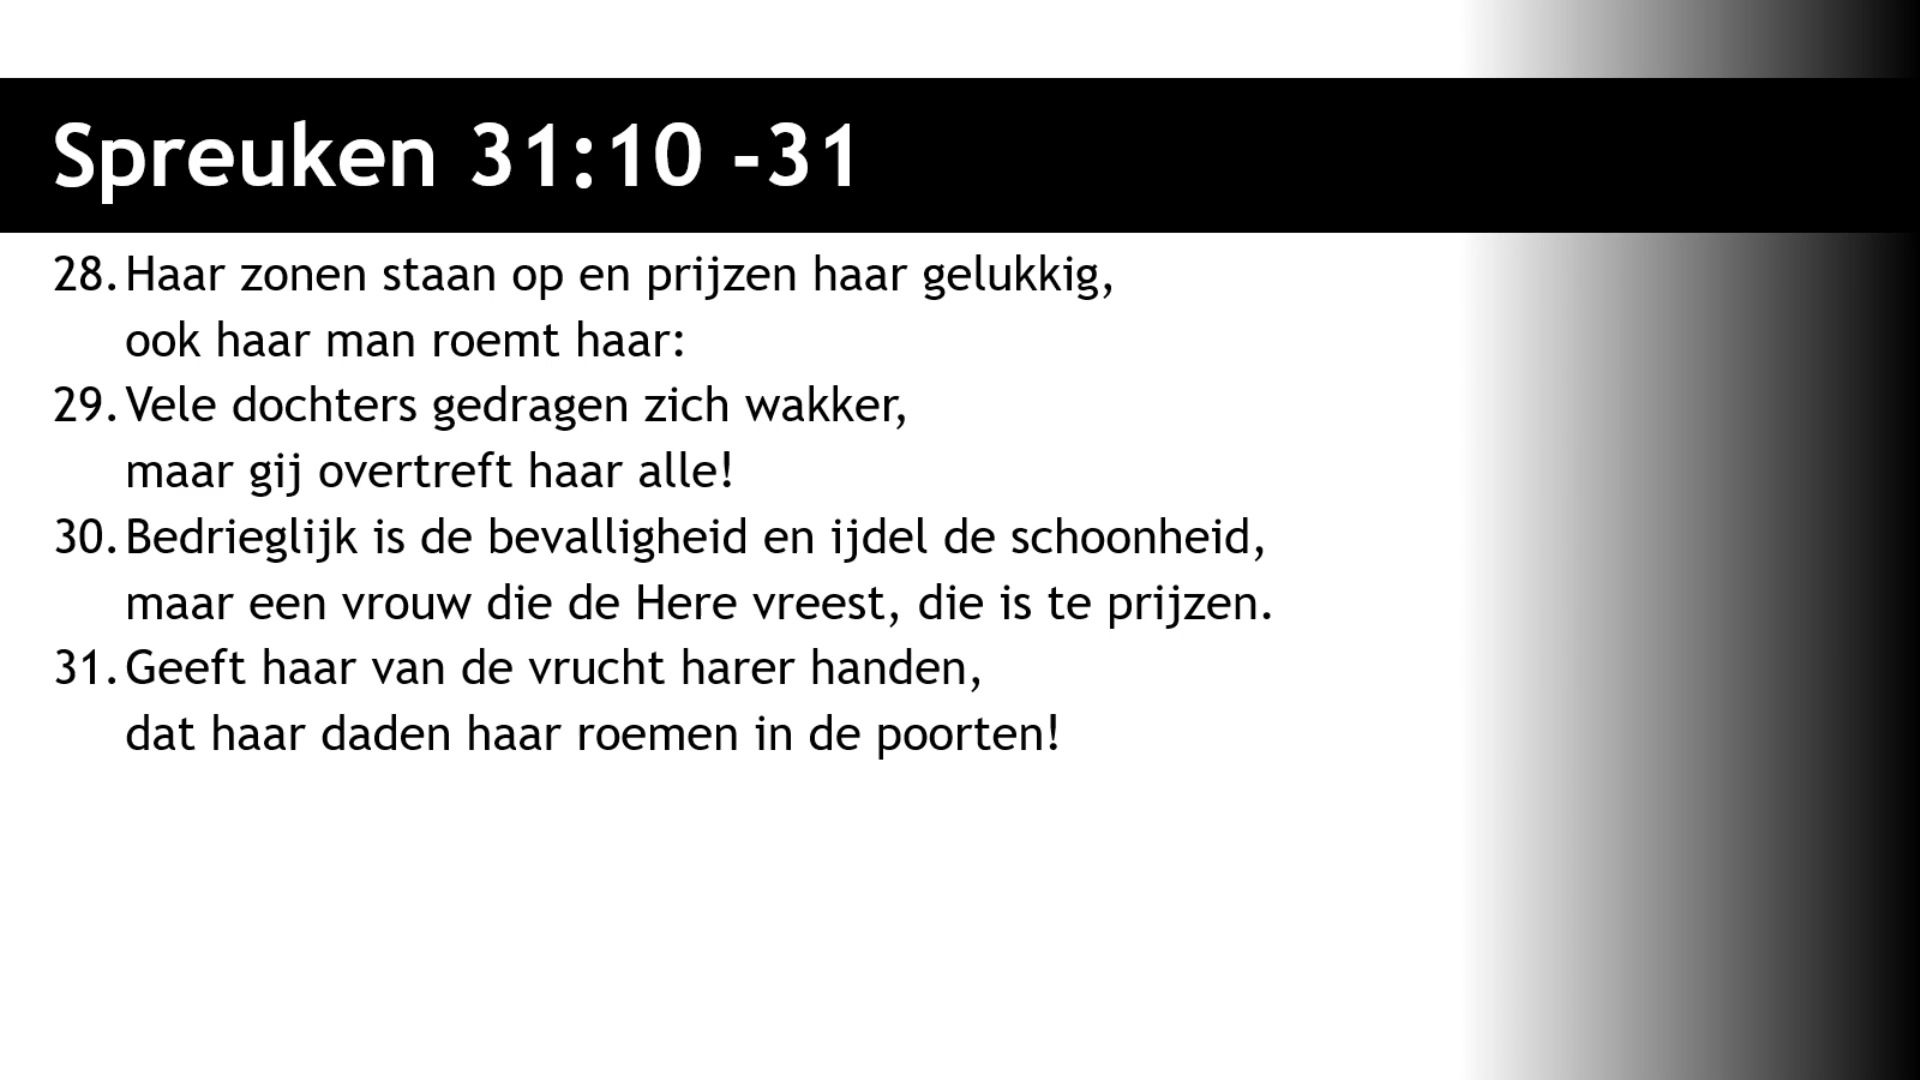 Spreuken 31:10 -31
28. Haar zonen staan op en prijzen haar gelukkig,
ook haar man roemt haar:
29. Vele dochters gedragen zich wakker,
maar gij overtreft haar alle!
30. Bedrieglijk is de bevalligheid en ijdel de schoonheid,
maar een vrouw die de Here vreest, die is te prijzen.
31. Geeft haar van de vrucht harer handen,
dat haar daden haar roemen in de poorten!